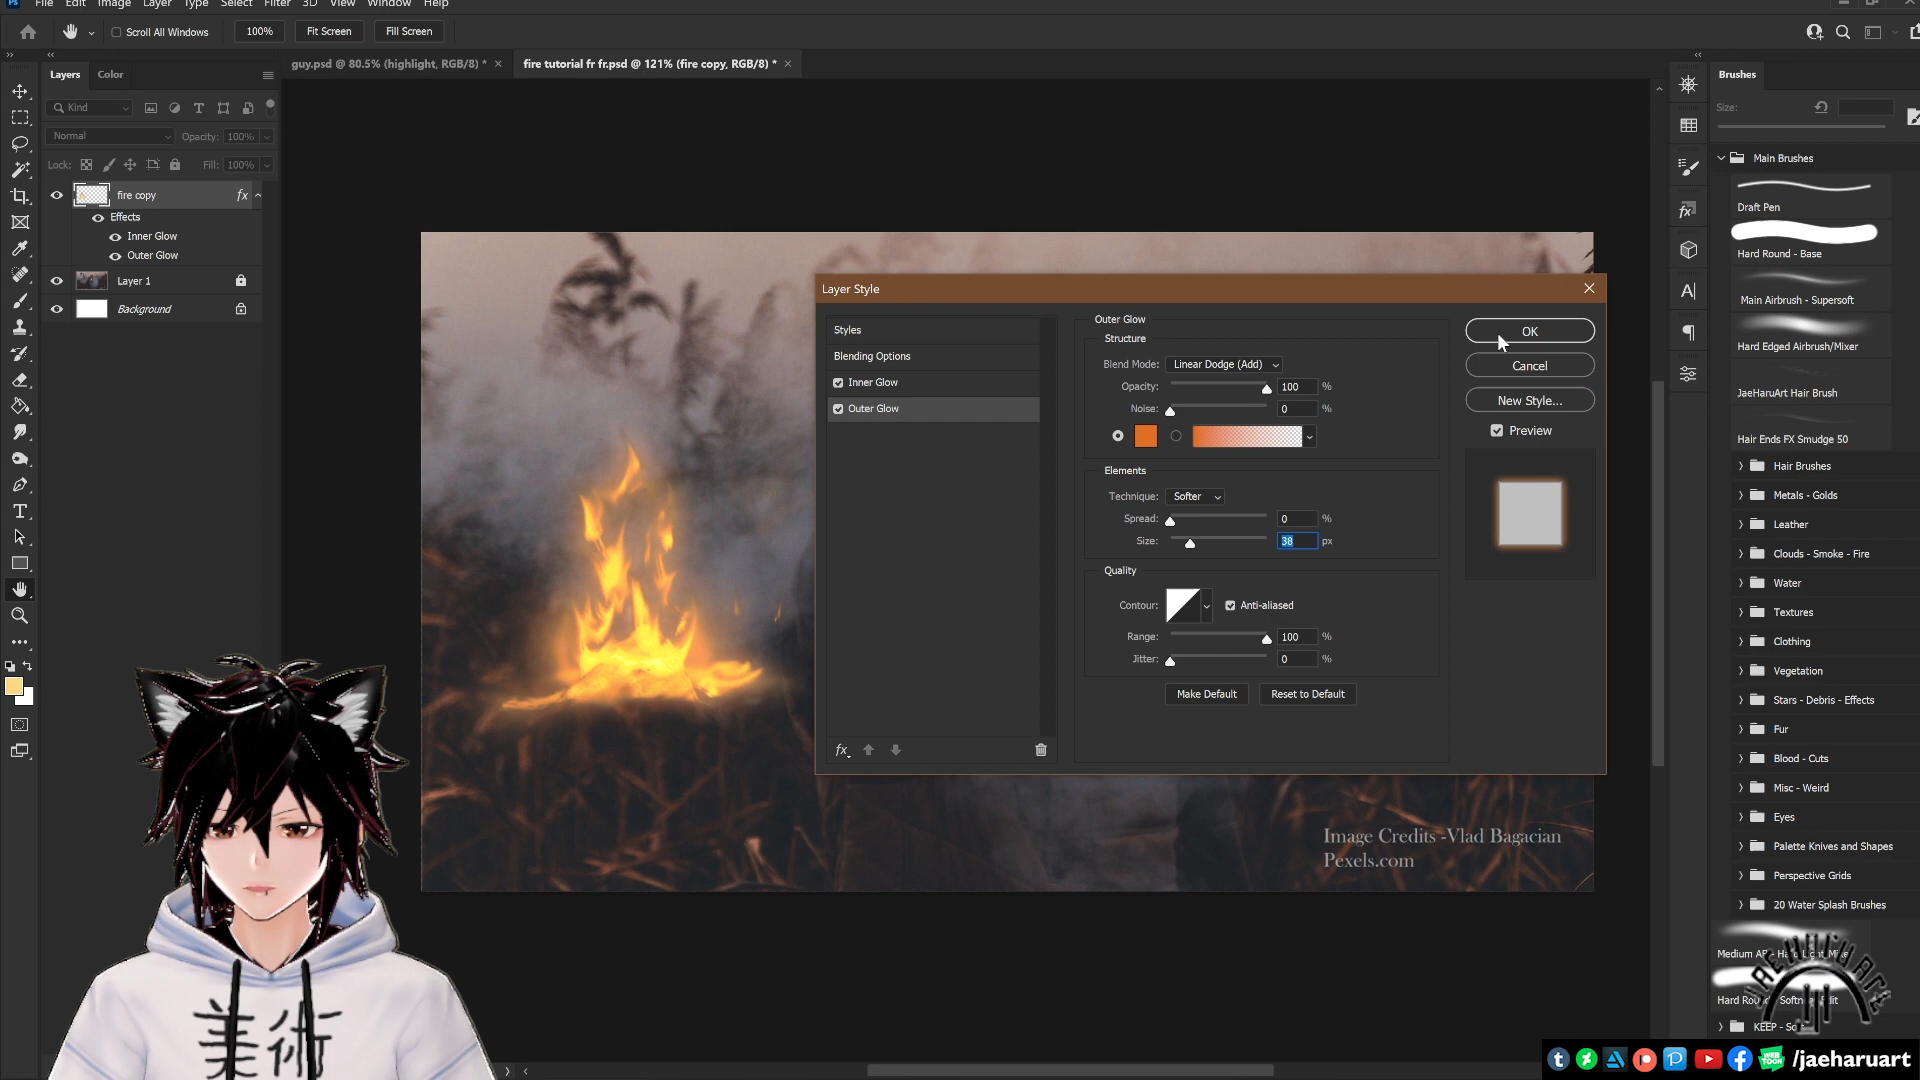 File Edit Image Layer Type Select Filter 3D View Window Help
Scroll All Windows 100% Fit Screen Fill Screen
guy.psd @ 80.5% (highlight, RGB/8) *
fire tutorial fr fr.psd @ 121% (fire copy, RGB/8) *
Layers Color
Kind
Normal Opacity: 100%
Lock: Fill: 100%
fire copy fx
Effects
Inner Glow
Outer Glow
Layer 1
Background
Layer Style
Styles
Blending Options
Inner Glow
Outer Glow
fx
Outer Glow
Structure
Blend Mode: Linear Dodge (Add)
Opacity: 100 %
Noise: 0 %
Elements
Technique: Softer
Spread: 0 %
Size: 38 px
Quality
Contour: Anti-aliased
Range: 100 %
Jitter: 0 %
Make Default Reset to Default
OK
Cancel
New Style...
Preview
Image Credits -Vlad Bagacian
Pexels.com
Brushes
Size:
Main Brushes
Draft Pen
Hard Round - Base
Main Airbrush - Supersoft
Hard Edged Airbrush/Mixer
JaeHaruArt Hair Brush
Hair Ends FX Smudge 50
Hair Brushes
Metals - Golds
Leather
Clouds - Smoke - Fire
Water
Textures
Clothing
Vegetation
Stars - Debris - Effects
Fur
Blood - Cuts
Misc - Weird
Eyes
Palette Knives and Shapes
Perspective Grids
20 Water Splash Brushes
美術
/jaeharuart